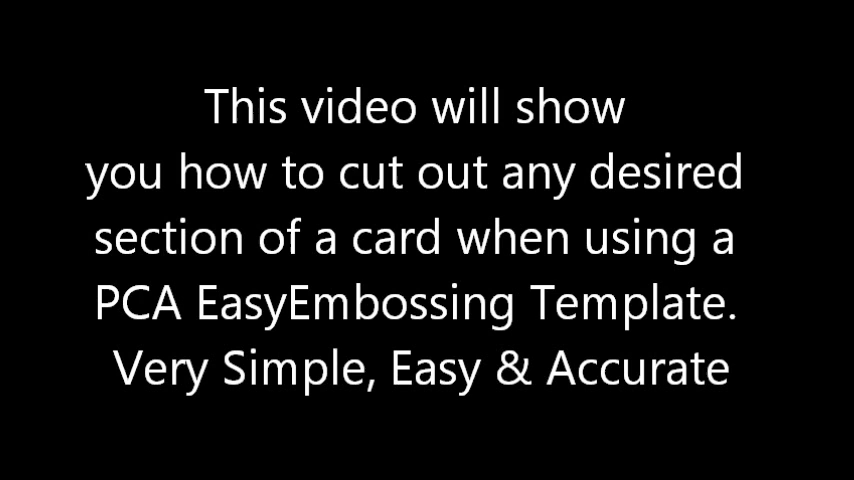 This video will show
you how to cut out any desired
section of a card when using a
PCA EasyEmbossing Template.
Very Simple, Easy & Accurate